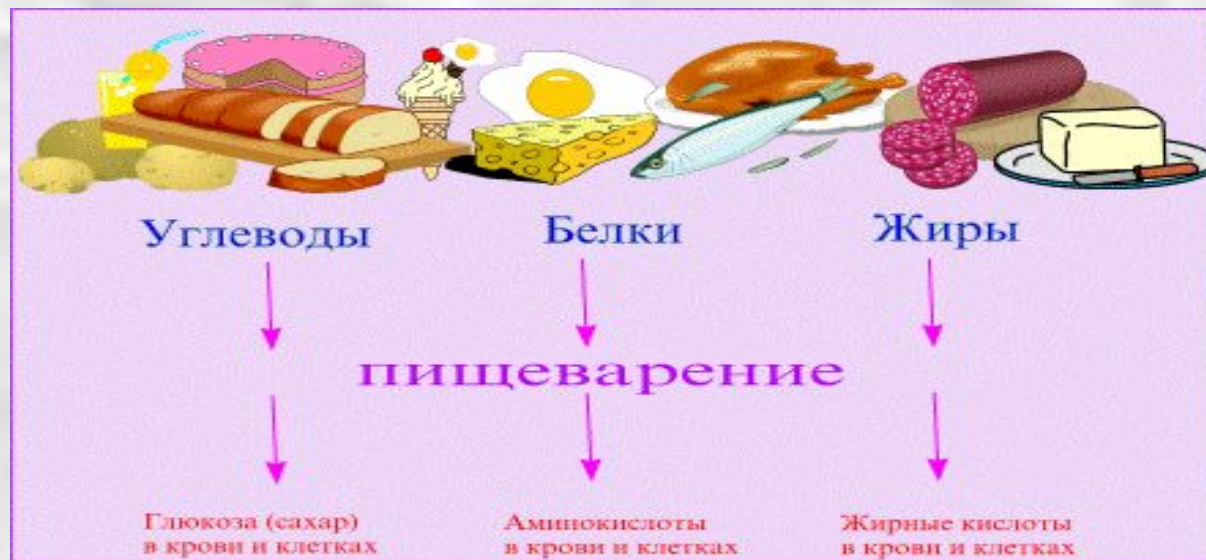 Углеводы Белки Жиры
пищеварение
Глюкоза (сахар) Аминокислоты Жирные кислоты
в крови и клетках в крови и клетках в крови и клетках